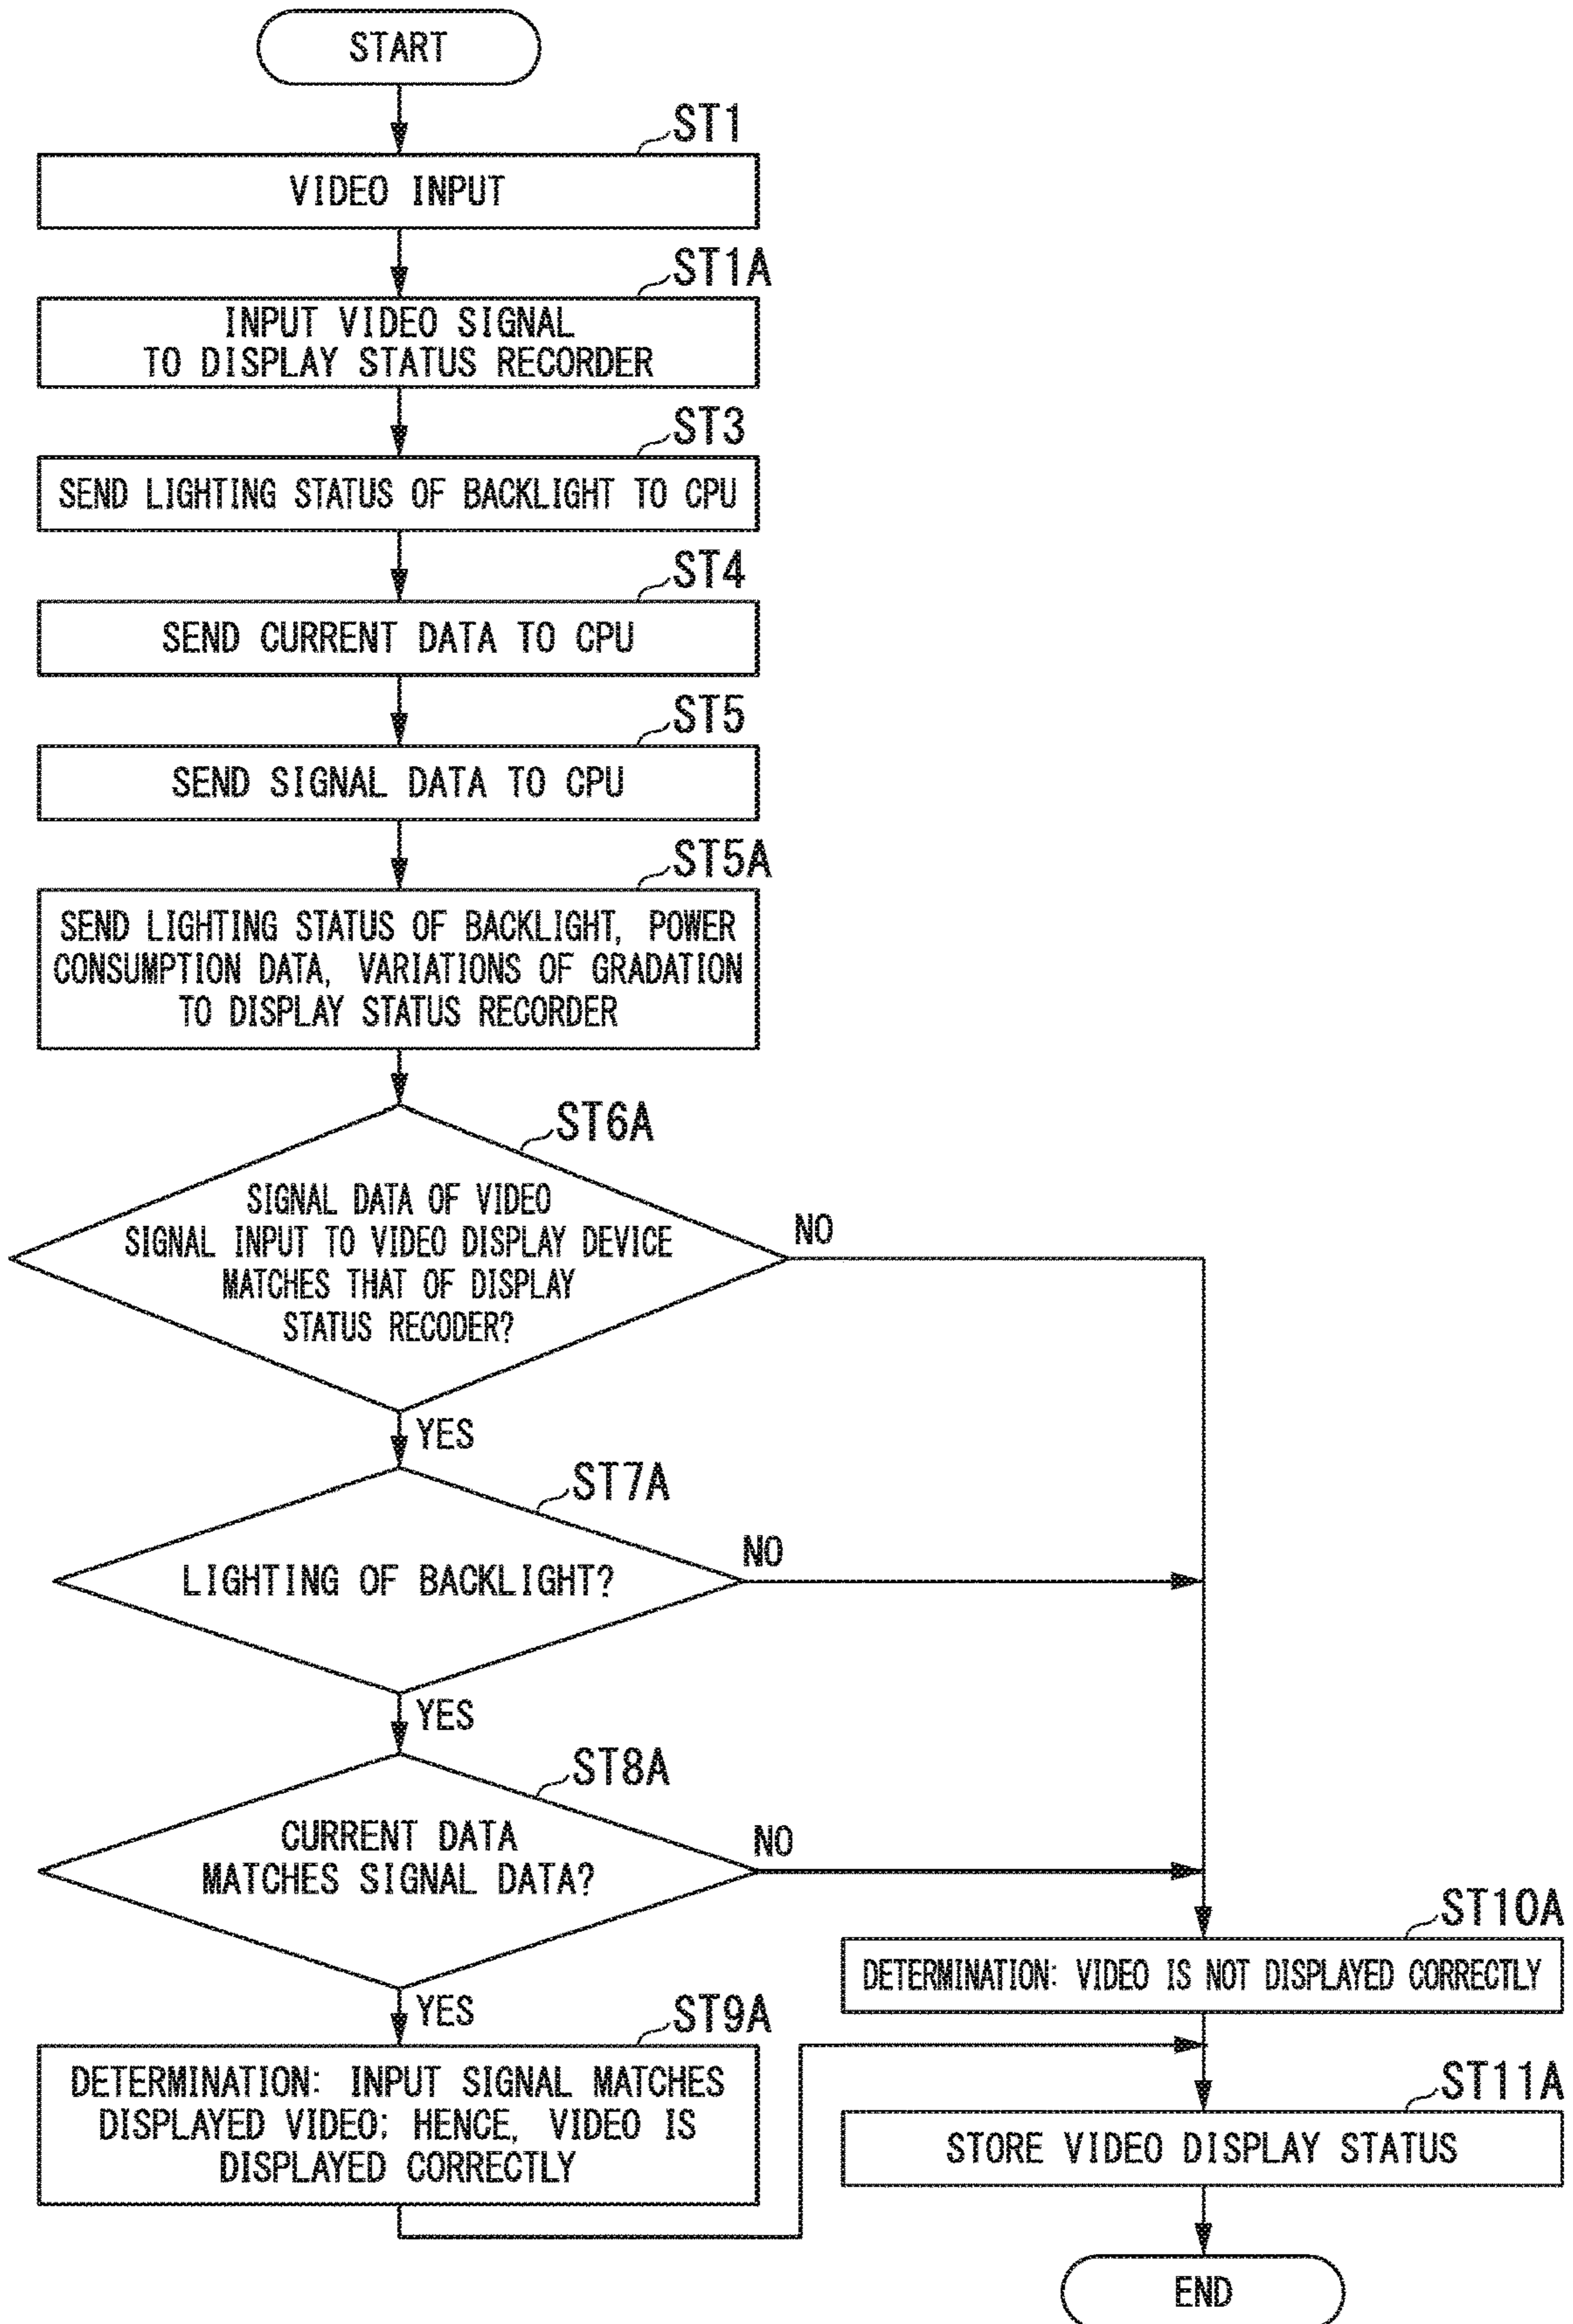 START
ST1
VIDEO INPUT
ST1A
INPUT VIDEO SIGNAL
TO DISPLAY STATUS RECORDER
ST3
SEND LIGHTING STATUS OF BACKLIGHT TO CPU
ST4
SEND CURRENT DATA TO CPU
ST5
SEND SIGNAL DATA TO CPU
ST5A
SEND LIGHTING STATUS OF BACKLIGHT, POWER
CONSUMPTION DATA, VARIATIONS OF GRADATION
TO DISPLAY STATUS RECORDER
ST6A
SIGNAL DATA OF VIDEO
SIGNAL INPUT TO VIDEO DISPLAY DEVICE
MATCHES THAT OF DISPLAY
STATUS RECODER?
NO
YES
ST7A
LIGHTING OF BACKLIGHT?
NO
YES
ST8A
CURRENT DATA
MATCHES SIGNAL DATA?
NO
YES
ST9A
DETERMINATION: INPUT SIGNAL MATCHES
DISPLAYED VIDEO; HENCE, VIDEO IS
DISPLAYED CORRECTLY
ST10A
DETERMINATION: VIDEO IS NOT DISPLAYED CORRECTLY
ST11A
STORE VIDEO DISPLAY STATUS
END